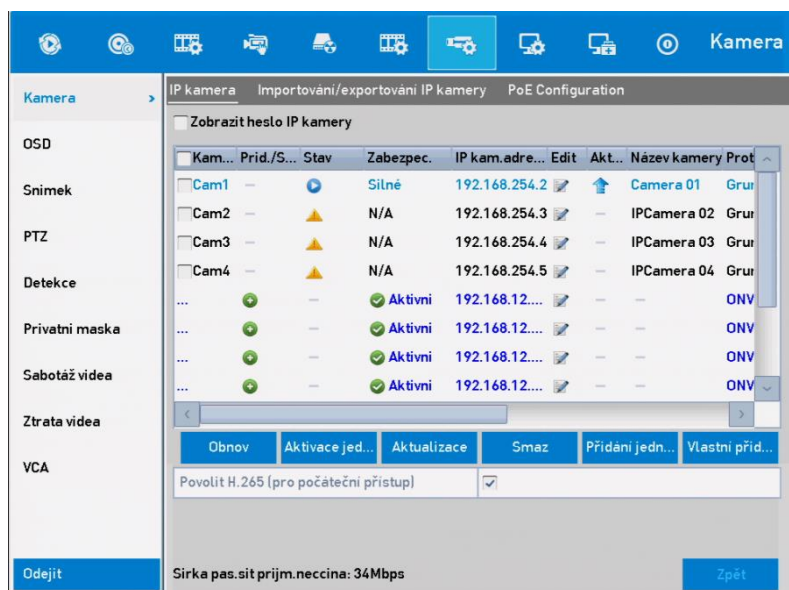 Kamera
IP kamera Importování/exportování IP kamery PoE Configuration
Kamera >
Zobrazit heslo IP kamery
OSD
Snimek
PTZ
Detekce
Privatni maska
Sabotáž videa
Ztrata videa
VCA
Kam... Prid./S... Stav Zabezpec. IP kam.adre... Edit Akt... Název kamery Prot
Cam1 — Silné 192.168.254.2 Camera 01 Grur
Cam2 — N/A 192.168.254.3 — IPCamera 02 Grur
Cam3 — N/A 192.168.254.4 — IPCamera 03 Grur
Cam4 — N/A 192.168.254.5 — IPCamera 04 Grur
... — Aktivni 192.168.12.... — — ONV
... — Aktivni 192.168.12.... — — ONV
... — Aktivni 192.168.12.... — — ONV
... — Aktivni 192.168.12.... — — ONV
Obnov Aktivace jed... Aktualizace Smaz Přidání jedn... Vlastní přid...
Povolit H.265 (pro počáteční přístup)
Odejit
Sirka pas.sit prijm.neccina: 34Mbps
Zpět